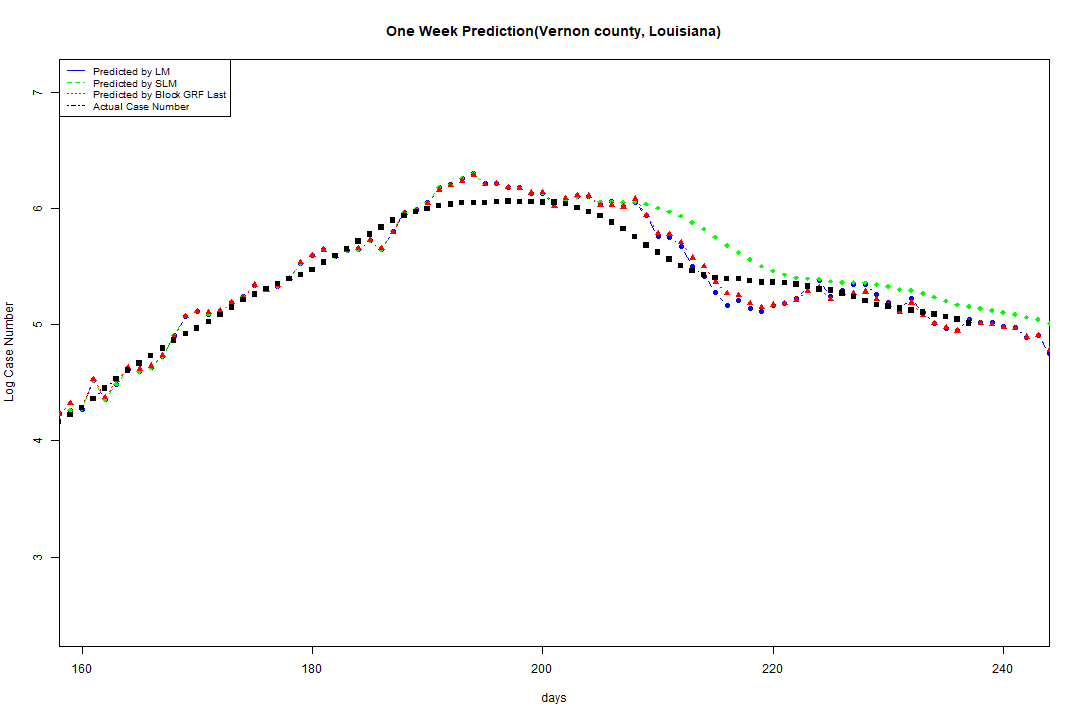 One Week Prediction(Vernon county, Louisiana)
Predicted by LM
Predicted by SLM
Predicted by Block GRF Last
Actual Case Number
7
6
5
4
3
Log Case Number
160 180 200 220 240
days